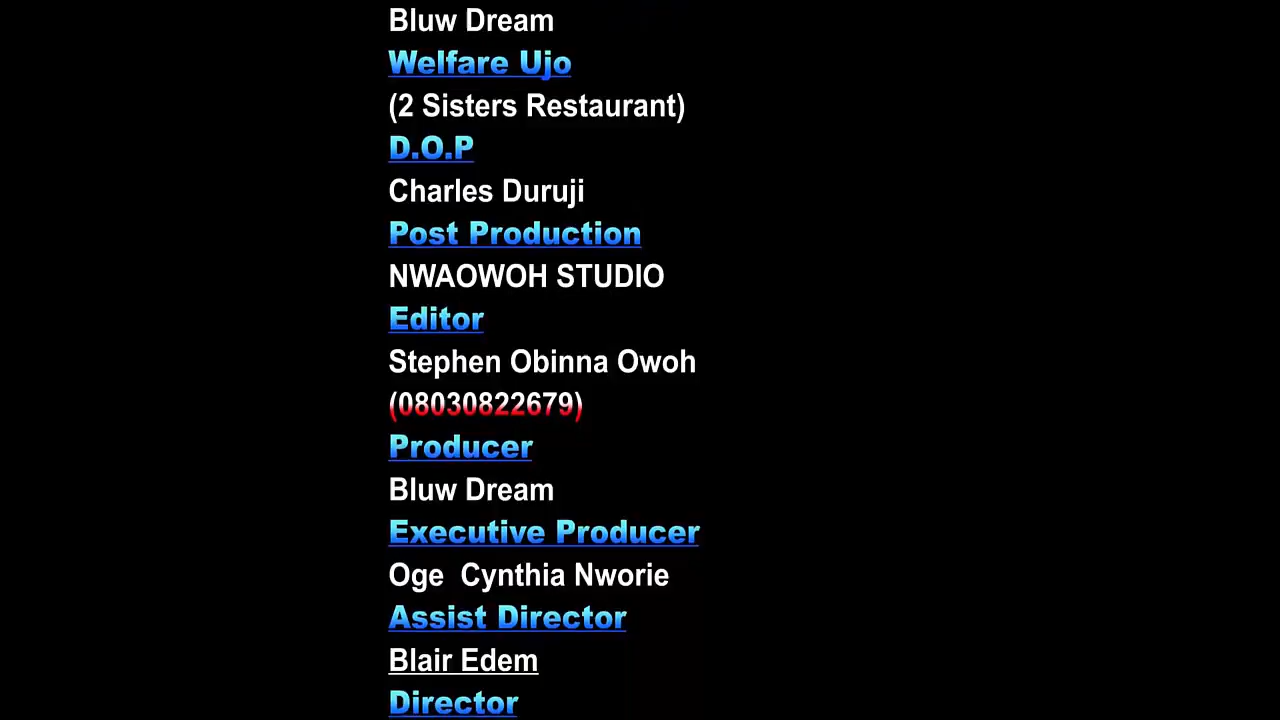 Bluw Dream
Welfare Ujo
(2 Sisters Restaurant)
D.O.P
Charles Duruji
Post Production
NWAOWOH STUDIO
Editor
Stephen Obinna Owoh
(08030822679)
Producer
Bluw Dream
Executive Producer
Oge  Cynthia Nworie
Assist Director
Blair Edem
Director